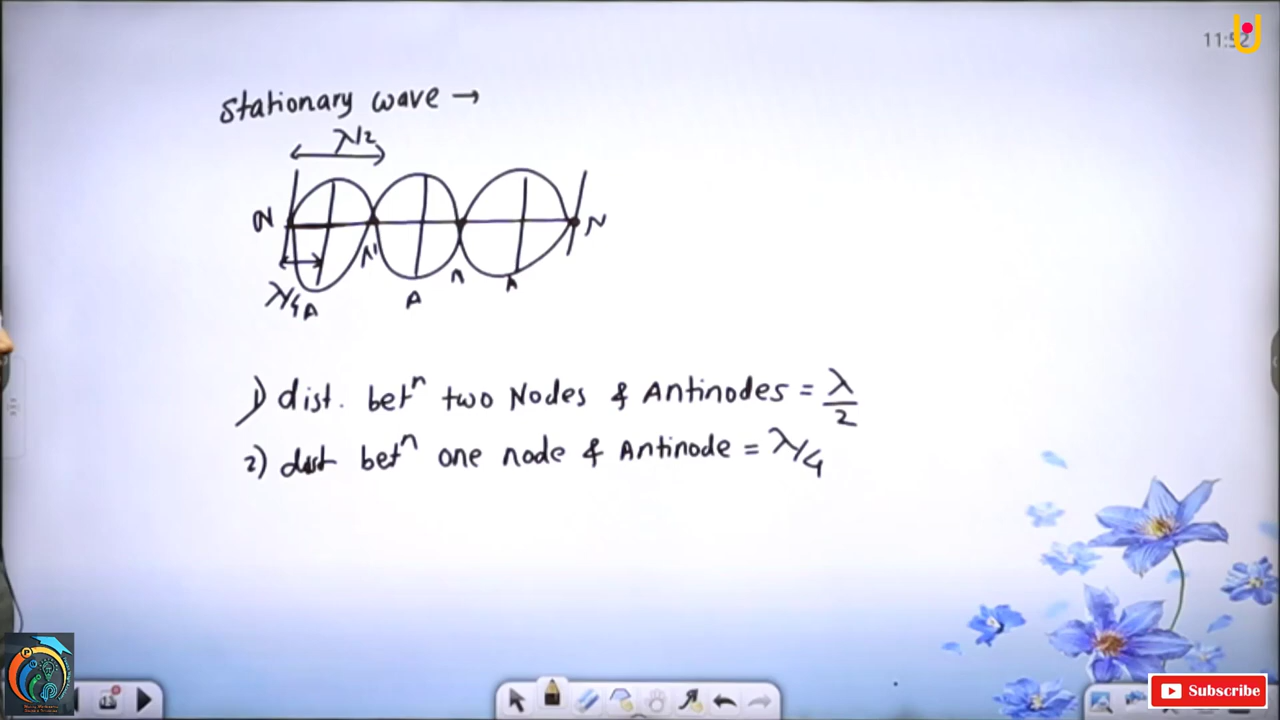 11:52
stationary wave →
λ/2
N N
N
λ/4 A A N A
1) dist. betⁿ two Nodes & Antinodes = λ/2
2) dist betⁿ one node & Antinode = λ/4
Subscribe